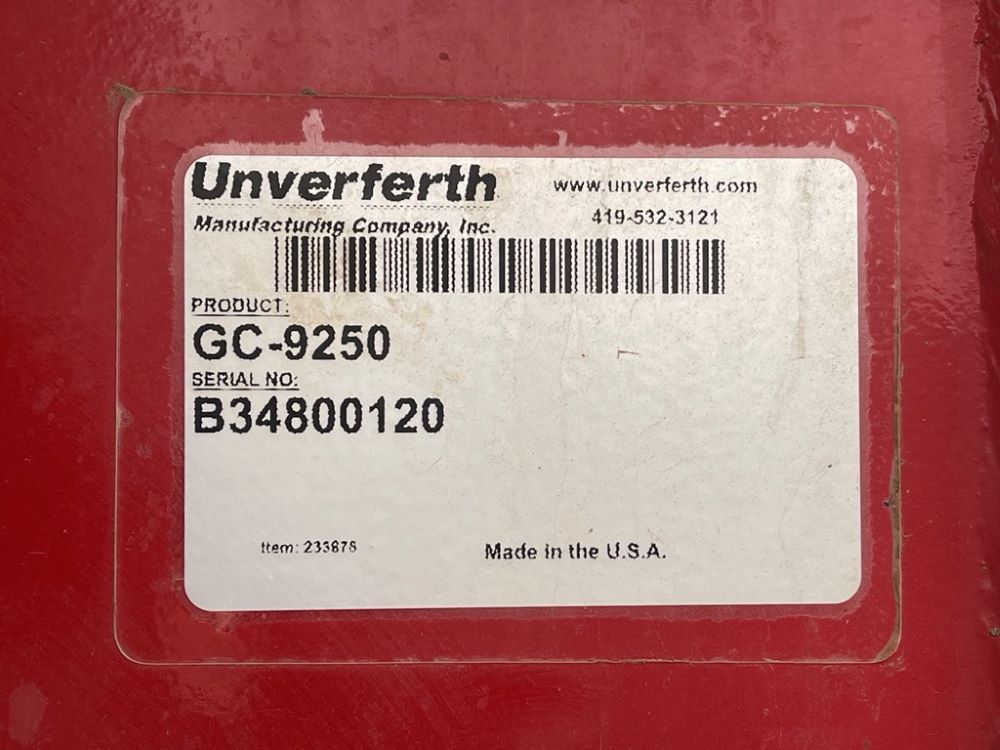 Unverferth
www.unverferth.com
Manufacturing Company, Inc.
419-532-3121
PRODUCT:
GC-9250
SERIAL NO:
B34800120
Item: 233878
Made in the U.S.A.